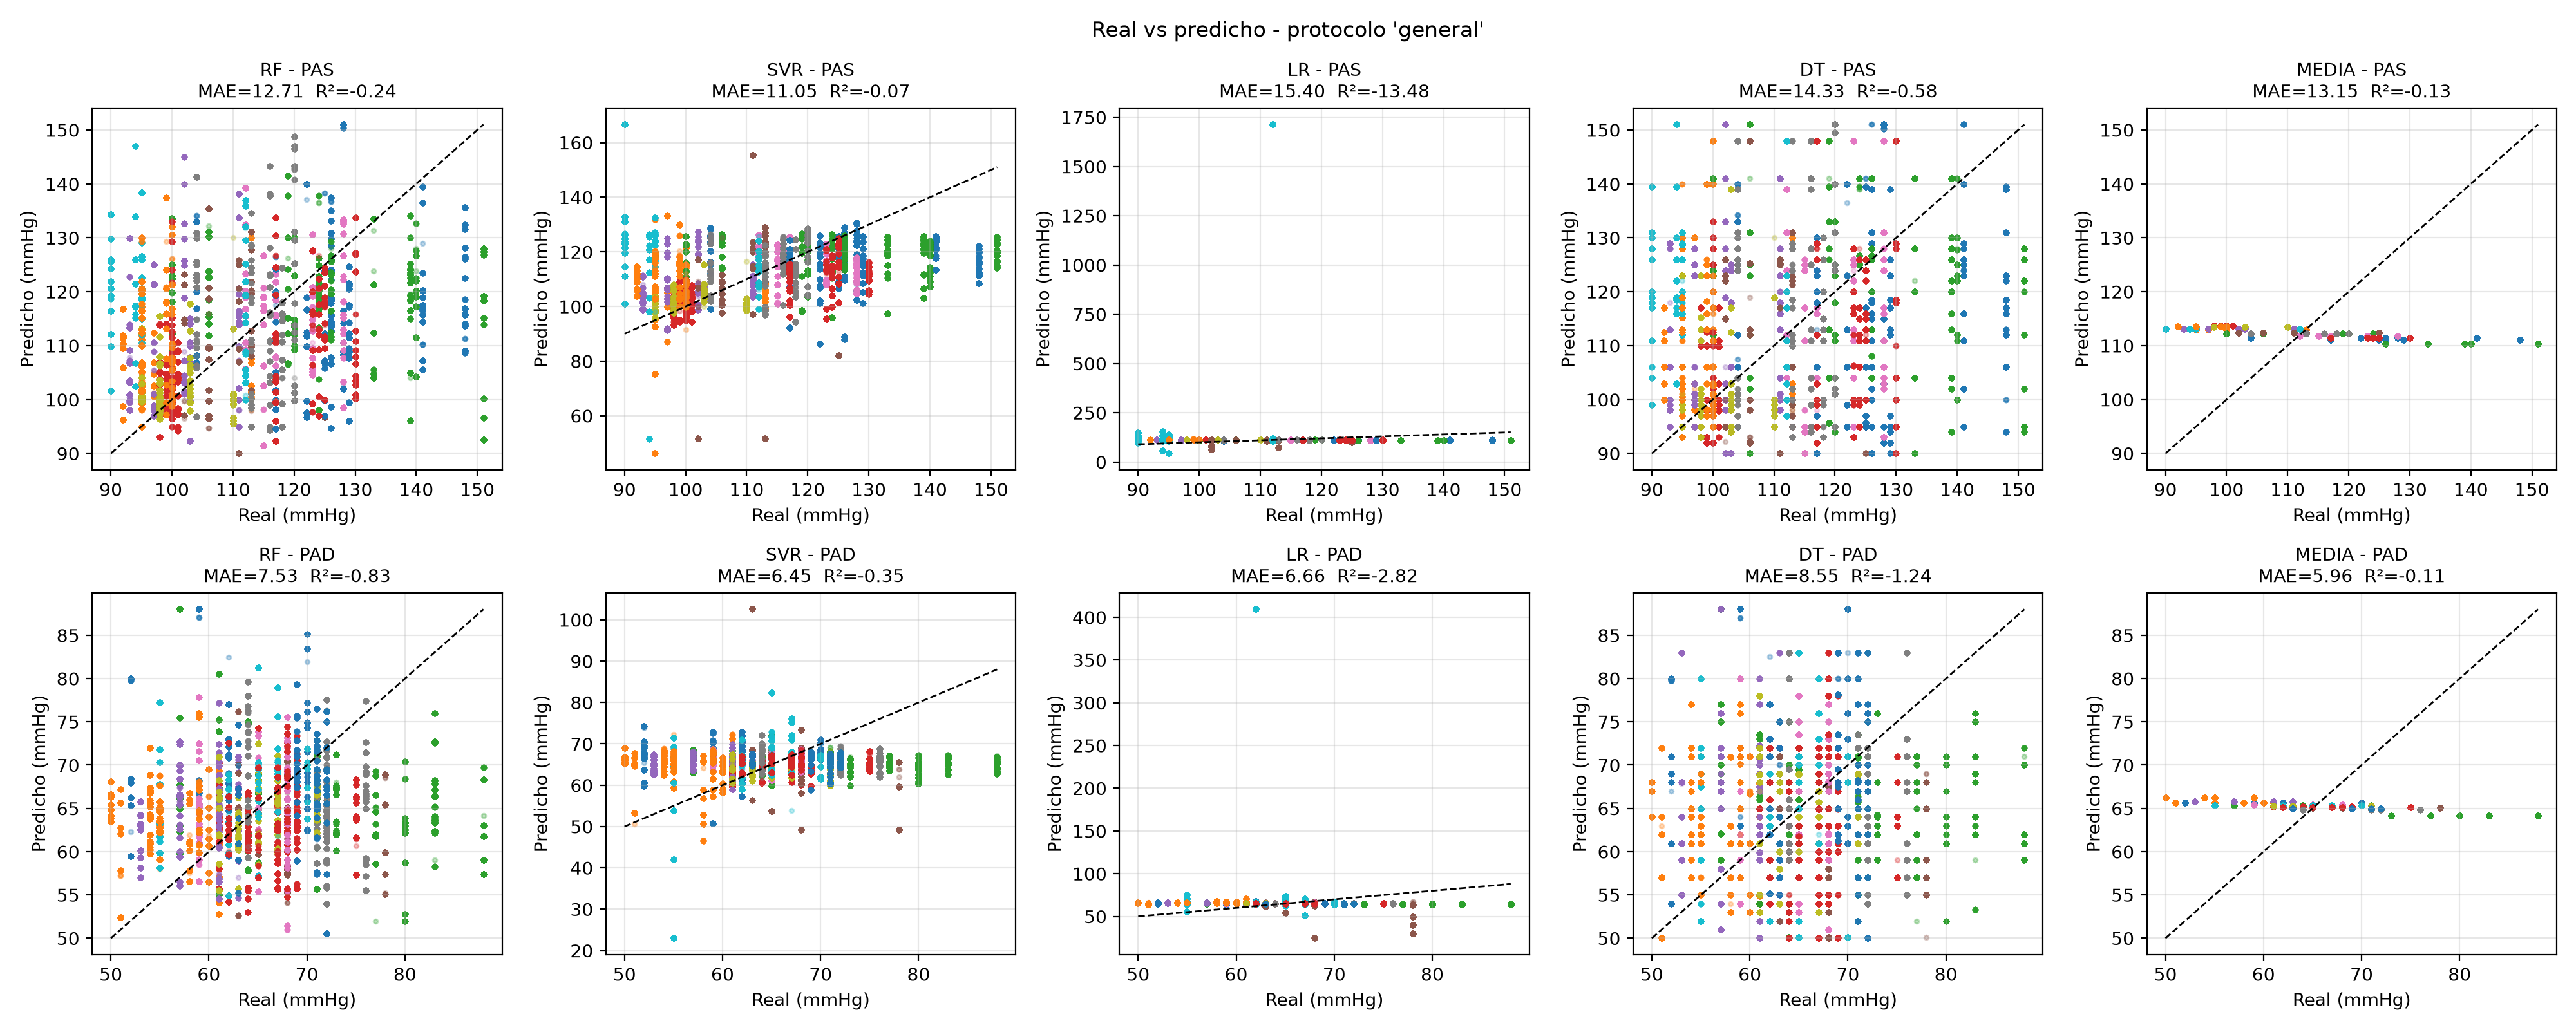 Real vs predicho - protocolo 'general'
RF - PAS
MAE=12.71 R²=-0.24
150
140
130
120
110
100
90
Predicho (mmHg)
90 100 110 120 130 140 150
Real (mmHg)
SVR - PAS
MAE=11.05 R²=-0.07
160
140
120
100
80
60
Predicho (mmHg)
90 100 110 120 130 140 150
Real (mmHg)
LR - PAS
MAE=15.40 R²=-13.48
1750
1500
1250
1000
750
500
250
0
Predicho (mmHg)
90 100 110 120 130 140 150
Real (mmHg)
DT - PAS
MAE=14.33 R²=-0.58
150
140
130
120
110
100
90
Predicho (mmHg)
90 100 110 120 130 140 150
Real (mmHg)
MEDIA - PAS
MAE=13.15 R²=-0.13
150
140
130
120
110
100
90
Predicho (mmHg)
90 100 110 120 130 140 150
Real (mmHg)
RF - PAD
MAE=7.53 R²=-0.83
85
80
75
70
65
60
55
50
Predicho (mmHg)
50 60 70 80
Real (mmHg)
SVR - PAD
MAE=6.45 R²=-0.35
100
90
80
70
60
50
40
30
20
Predicho (mmHg)
50 60 70 80
Real (mmHg)
LR - PAD
MAE=6.66 R²=-2.82
400
350
300
250
200
150
100
50
Predicho (mmHg)
50 60 70 80
Real (mmHg)
DT - PAD
MAE=8.55 R²=-1.24
85
80
75
70
65
60
55
50
Predicho (mmHg)
50 60 70 80
Real (mmHg)
MEDIA - PAD
MAE=5.96 R²=-0.11
85
80
75
70
65
60
55
50
Predicho (mmHg)
50 60 70 80
Real (mmHg)